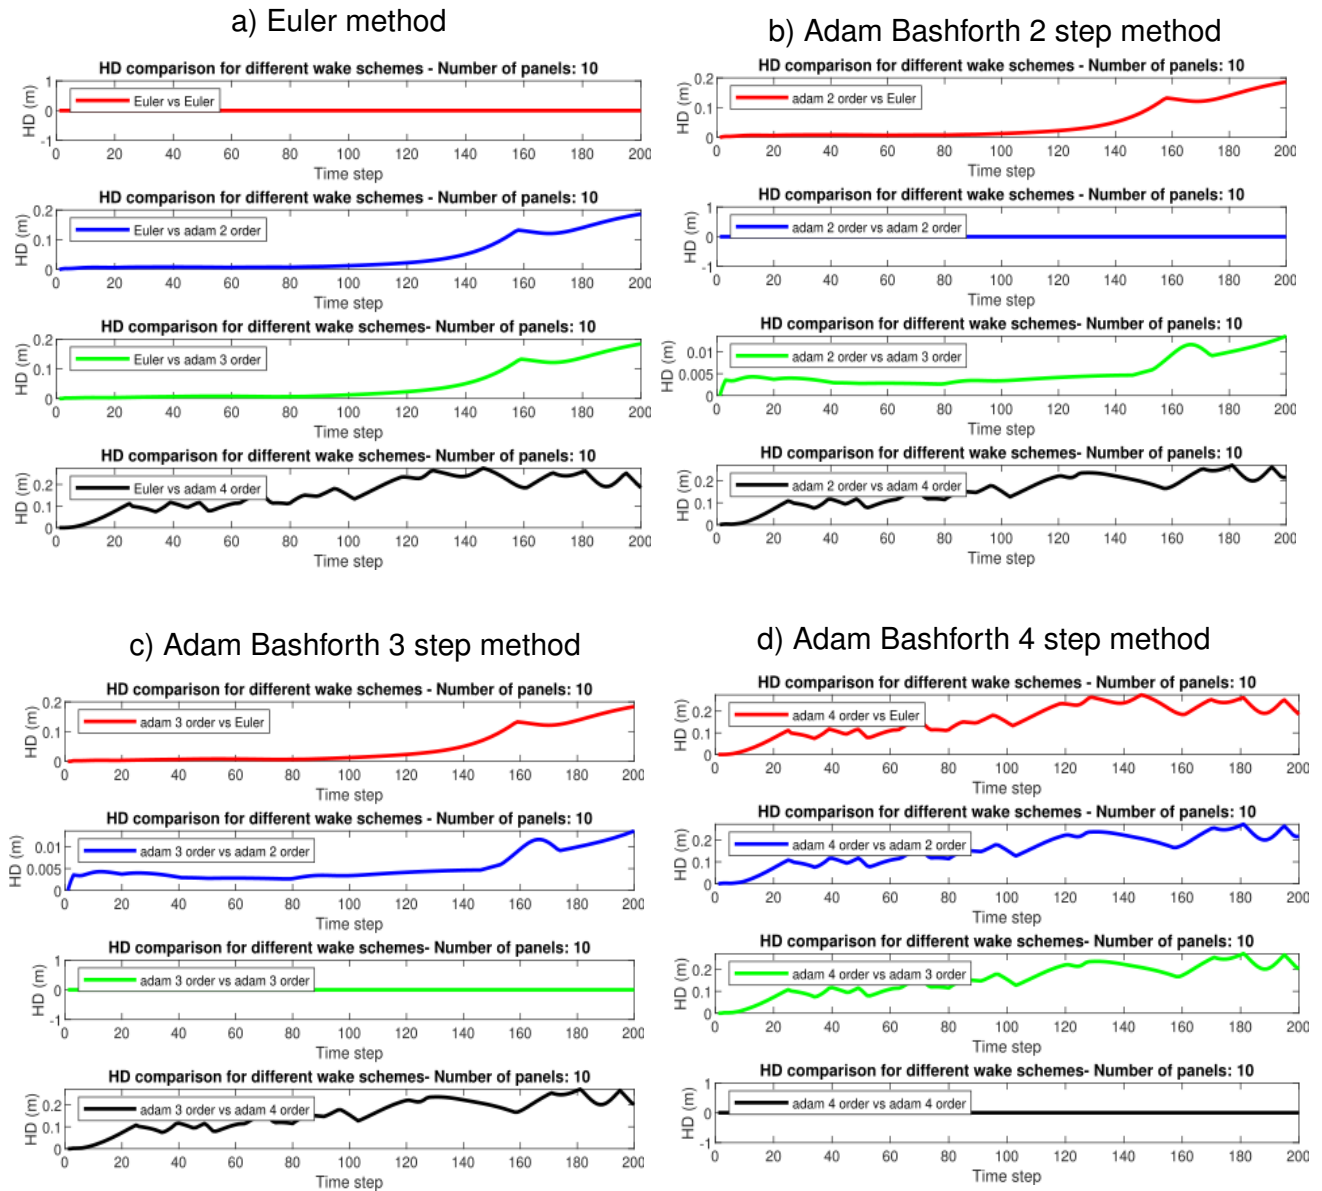 a) Euler method
HD comparison for different wake schemes - Number of panels: 10
HD (m)
1
0
-1
Euler vs Euler
0 20 40 60 80 100 120 140 160 180 200
Time step
HD comparison for different wake schemes - Number of panels: 10
HD (m)
0.2
0.1
0
Euler vs adam 2 order
0 20 40 60 80 100 120 140 160 180 200
Time step
HD comparison for different wake schemes- Number of panels: 10
HD (m)
0.2
0.1
0
Euler vs adam 3 order
0 20 40 60 80 100 120 140 160 180 200
Time step
HD comparison for different wake schemes- Number of panels: 10
HD (m)
0.2
0.1
0
Euler vs adam 4 order
0 20 40 60 80 100 120 140 160 180 200
Time step
b) Adam Bashforth 2 step method
HD comparison for different wake schemes - Number of panels: 10
HD (m)
0.2
0.1
0
adam 2 order vs Euler
0 20 40 60 80 100 120 140 160 180 200
Time step
HD comparison for different wake schemes - Number of panels: 10
HD (m)
1
0
-1
adam 2 order vs adam 2 order
0 20 40 60 80 100 120 140 160 180 200
Time step
HD comparison for different wake schemes- Number of panels: 10
HD (m)
0.01
0.005
0
adam 2 order vs adam 3 order
0 20 40 60 80 100 120 140 160 180 200
Time step
HD comparison for different wake schemes- Number of panels: 10
HD (m)
0.2
0.1
0
adam 2 order vs adam 4 order
0 20 40 60 80 100 120 140 160 180 200
Time step
c) Adam Bashforth 3 step method
HD comparison for different wake schemes - Number of panels: 10
HD (m)
0.2
0.1
0
adam 3 order vs Euler
0 20 40 60 80 100 120 140 160 180 200
Time step
HD comparison for different wake schemes - Number of panels: 10
HD (m)
0.01
0.005
0
adam 3 order vs adam 2 order
0 20 40 60 80 100 120 140 160 180 200
Time step
HD comparison for different wake schemes- Number of panels: 10
HD (m)
1
0
-1
adam 3 order vs adam 3 order
0 20 40 60 80 100 120 140 160 180 200
Time step
HD comparison for different wake schemes- Number of panels: 10
HD (m)
0.2
0.1
0
adam 3 order vs adam 4 order
0 20 40 60 80 100 120 140 160 180 200
Time step
d) Adam Bashforth 4 step method
HD comparison for different wake schemes - Number of panels: 10
HD (m)
0.2
0.1
0
adam 4 order vs Euler
0 20 40 60 80 100 120 140 160 180 200
Time step
HD comparison for different wake schemes - Number of panels: 10
HD (m)
0.2
0.1
0
adam 4 order vs adam 2 order
0 20 40 60 80 100 120 140 160 180 200
Time step
HD comparison for different wake schemes- Number of panels: 10
HD (m)
0.2
0.1
0
adam 4 order vs adam 3 order
0 20 40 60 80 100 120 140 160 180 200
Time step
HD comparison for different wake schemes- Number of panels: 10
HD (m)
1
0
-1
adam 4 order vs adam 4 order
0 20 40 60 80 100 120 140 160 180 200
Time step